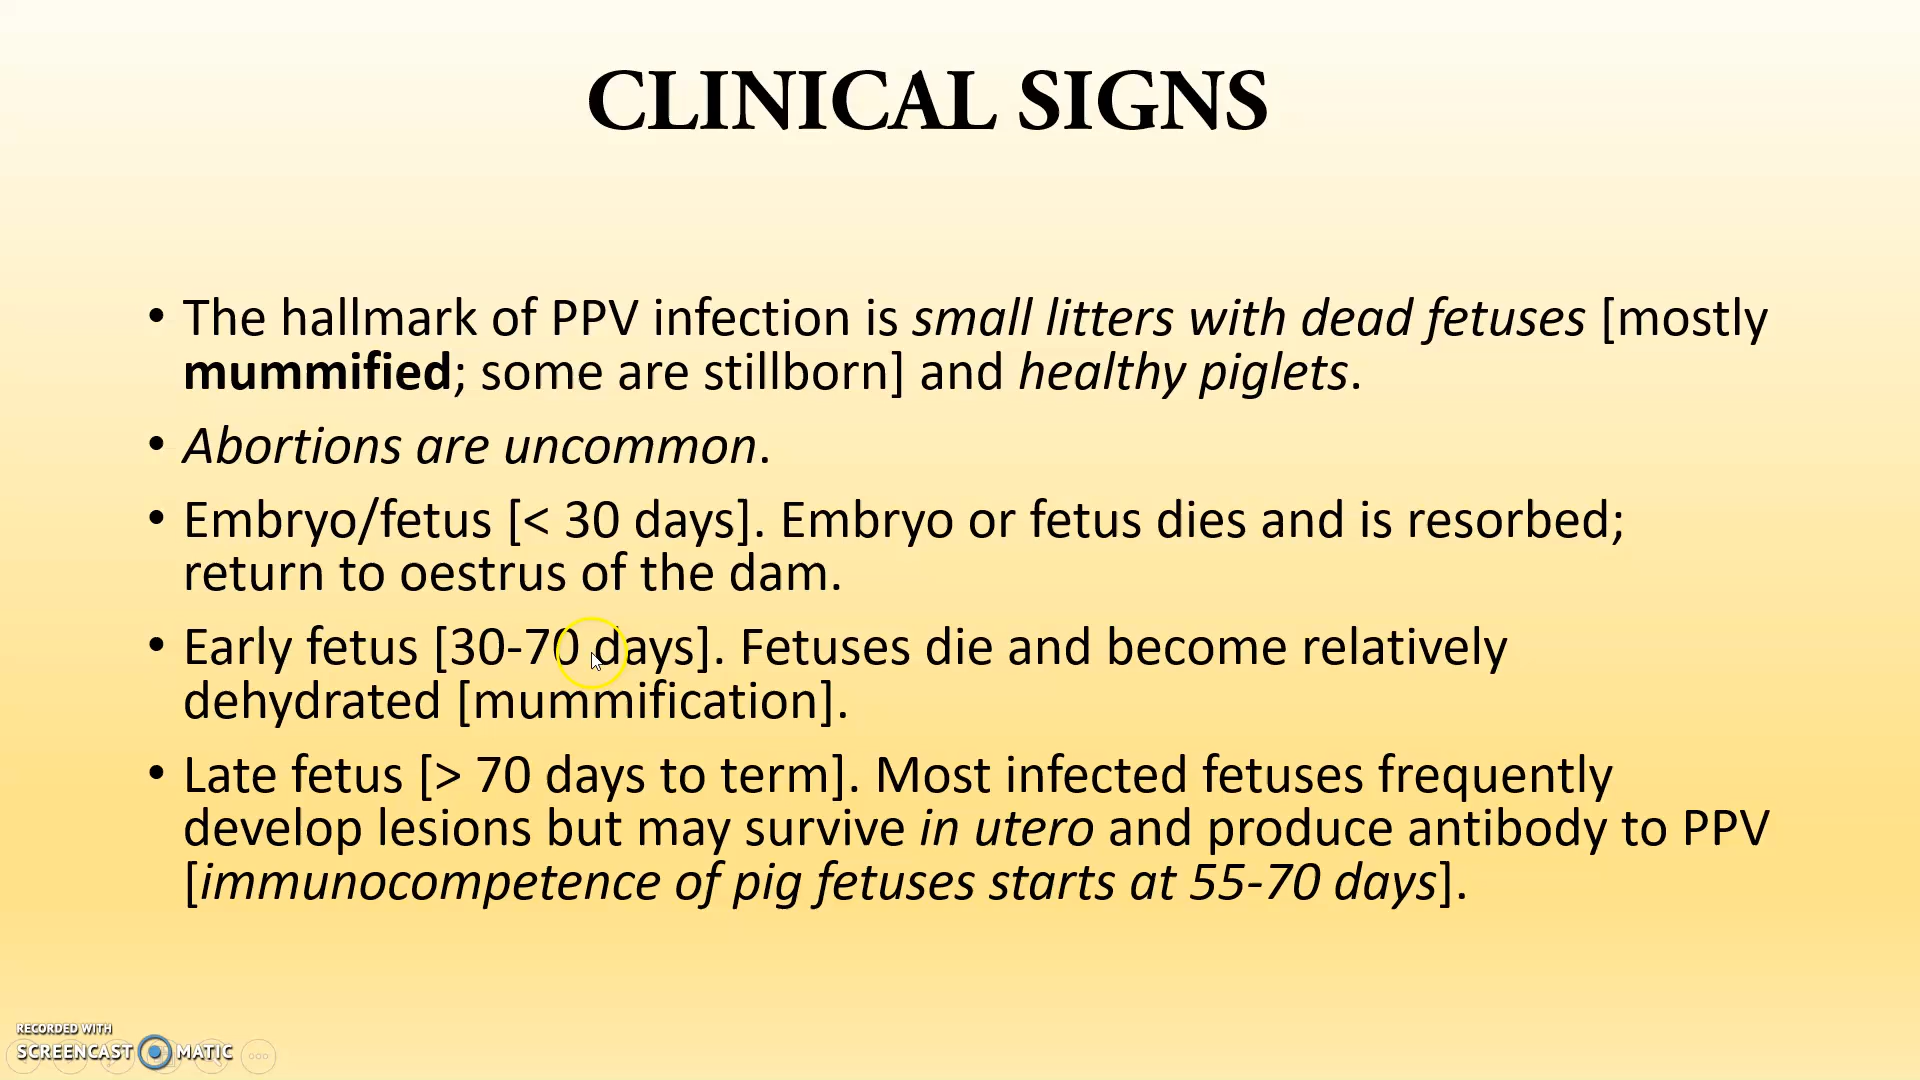 CLINICAL SIGNS
• The hallmark of PPV infection is small litters with dead fetuses [mostly
mummified; some are stillborn] and healthy piglets.
• Abortions are uncommon.
• Embryo/fetus [< 30 days]. Embryo or fetus dies and is resorbed;
return to oestrus of the dam.
• Early fetus [30-70 days]. Fetuses die and become relatively
dehydrated [mummification].
• Late fetus [> 70 days to term]. Most infected fetuses frequently
develop lesions but may survive in utero and produce antibody to PPV
[immunocompetence of pig fetuses starts at 55-70 days].
RECORDED WITH
SCREENCAST MATIC